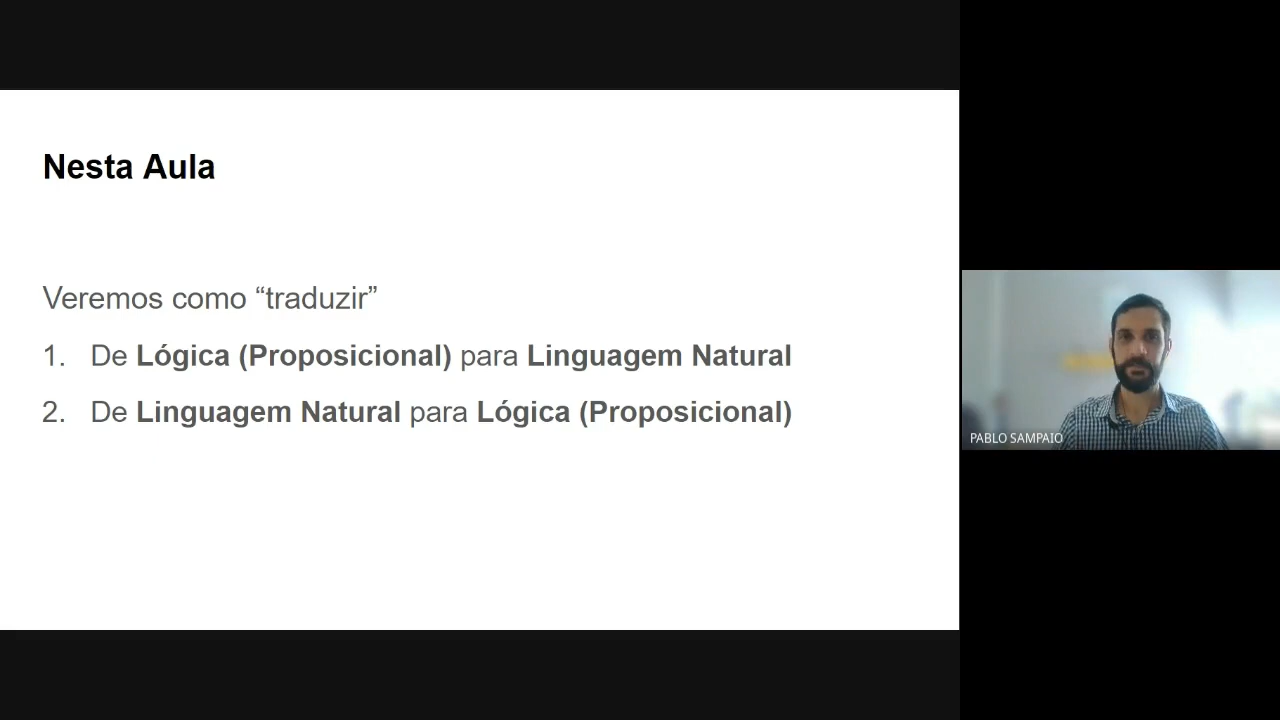 Nesta Aula
Veremos como “traduzir”
1. De Lógica (Proposicional) para Linguagem Natural
2. De Linguagem Natural para Lógica (Proposicional)
PABLO SAMPAIO